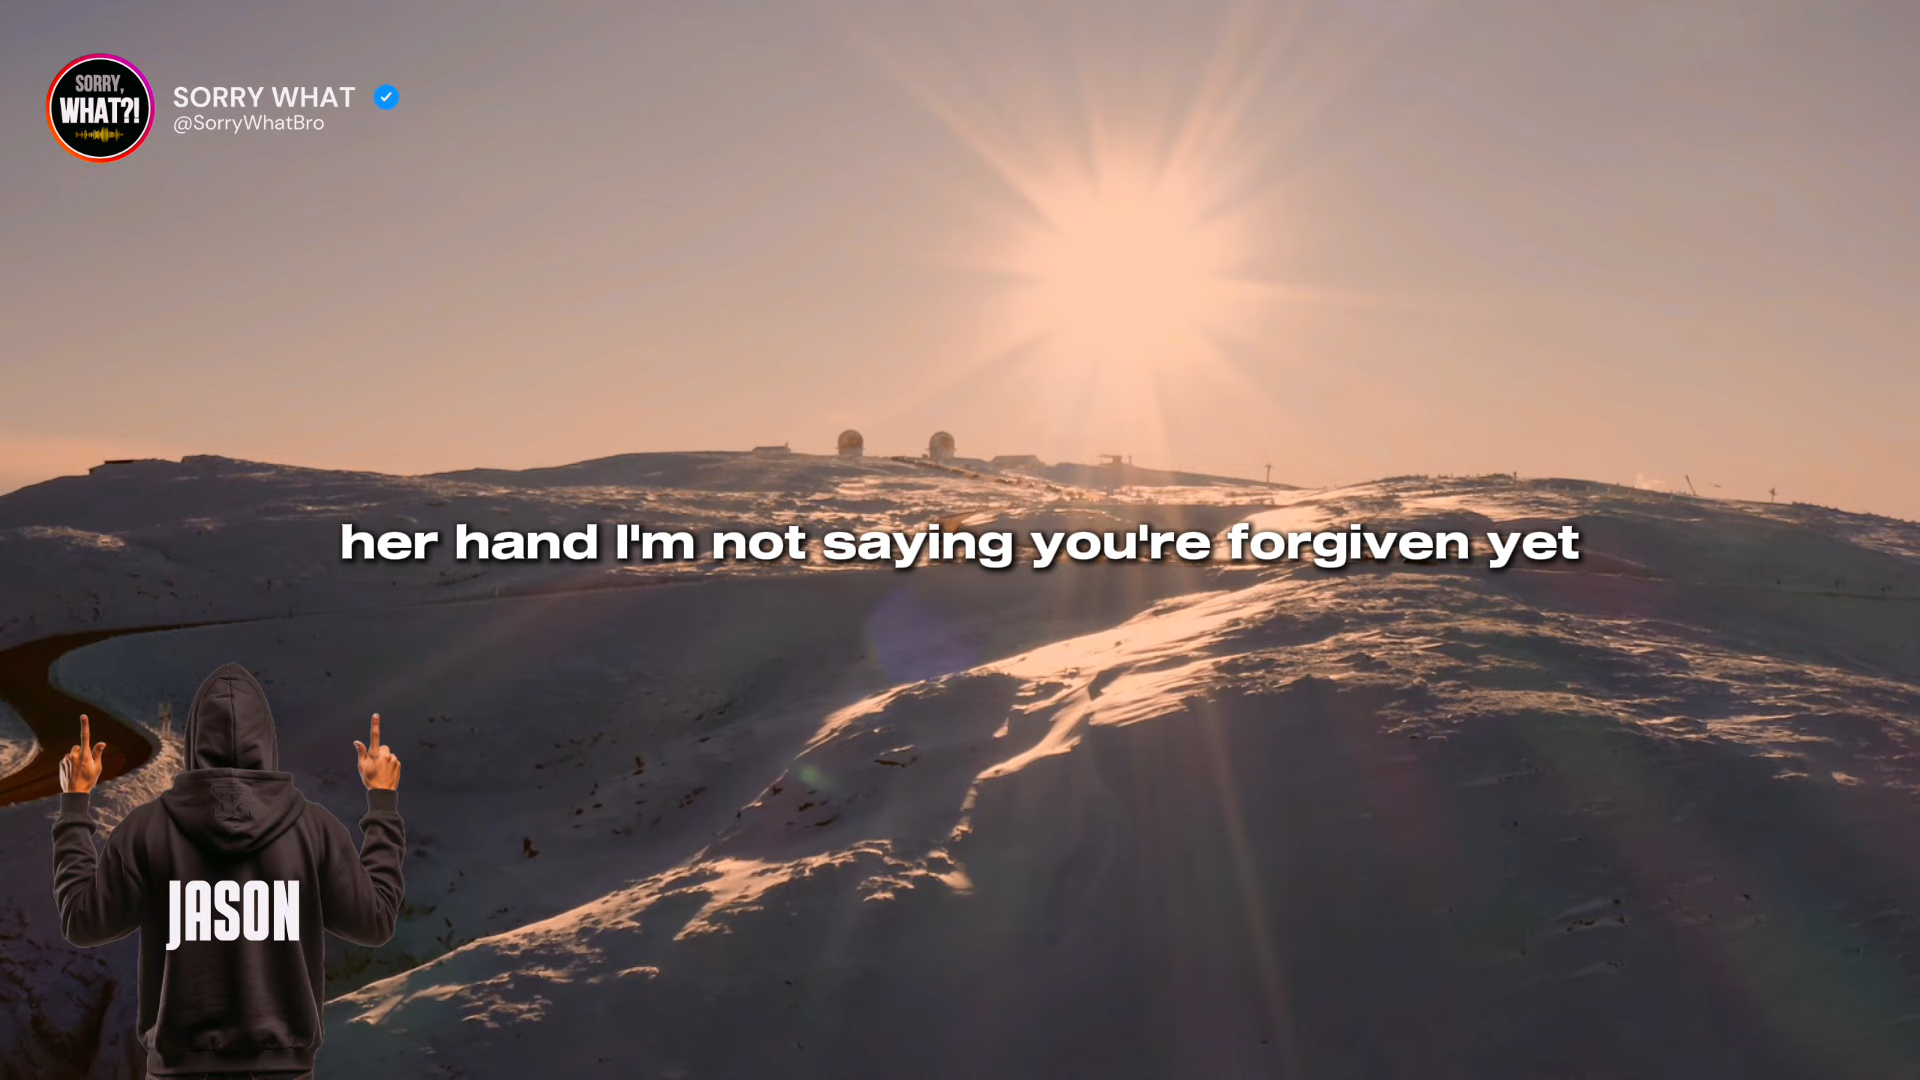 SORRY,
WHAT?!
SORRY WHAT
@SorryWhatBro
her hand I'm not saying you're forgiven yet
JASON